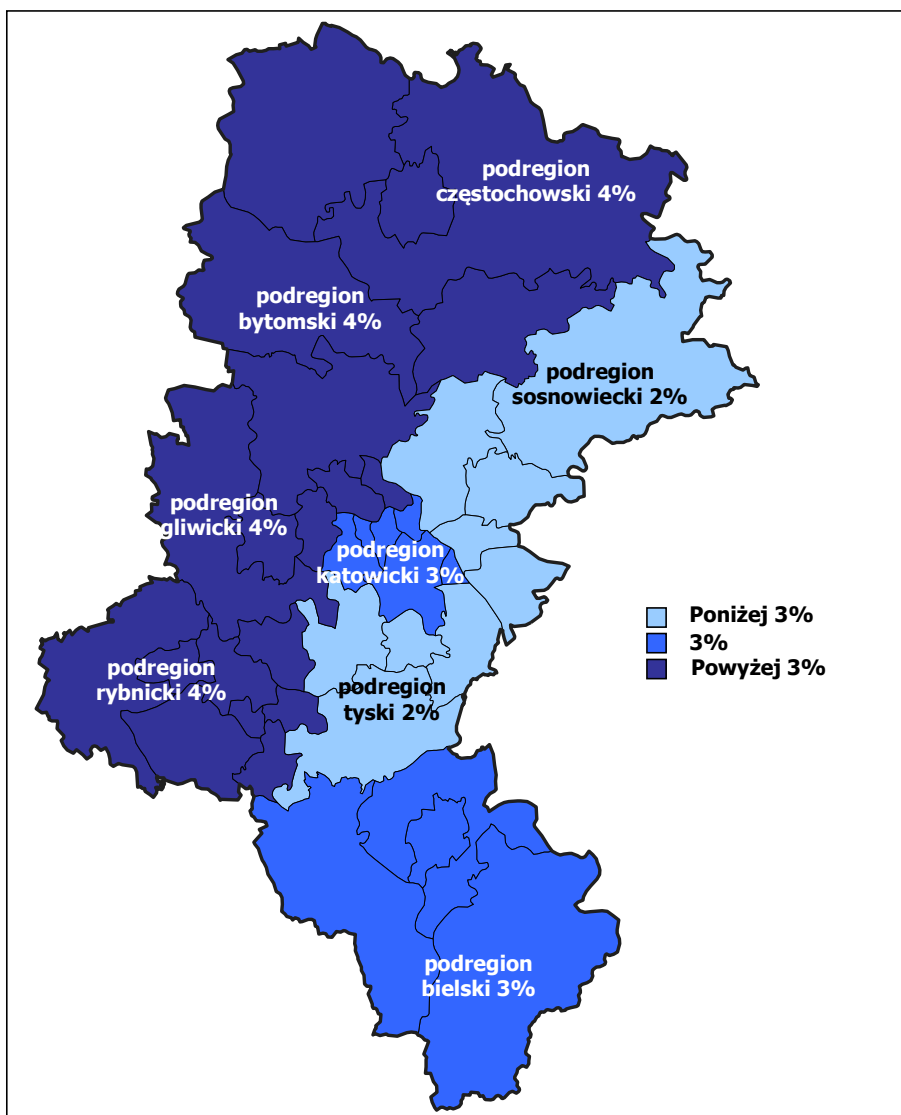 podregion
częstochowski 4%
podregion
bytomski 4%
podregion
sosnowiecki 2%
podregion
gliwicki 4%
podregion
katowicki 3%
Poniżej 3%
3%
Powyżej 3%
podregion
rybnicki 4%
podregion
tyski 2%
podregion
bielski 3%